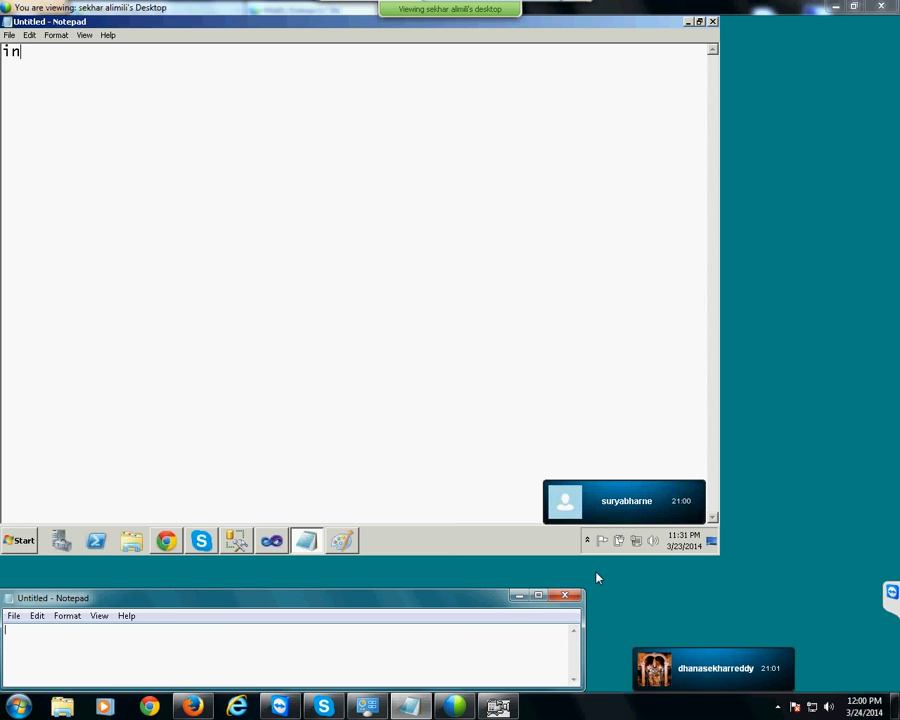 You are viewing: sekhar alimili's Desktop
Viewing sekhar alimili's desktop
Untitled - Notepad
File Edit Format View Help
in
suryabharne 21:00
Start
11:31 PM
3/23/2014
Untitled - Notepad
File Edit Format View Help
dhanasekharreddy 21:01
12:00 PM
3/24/2014